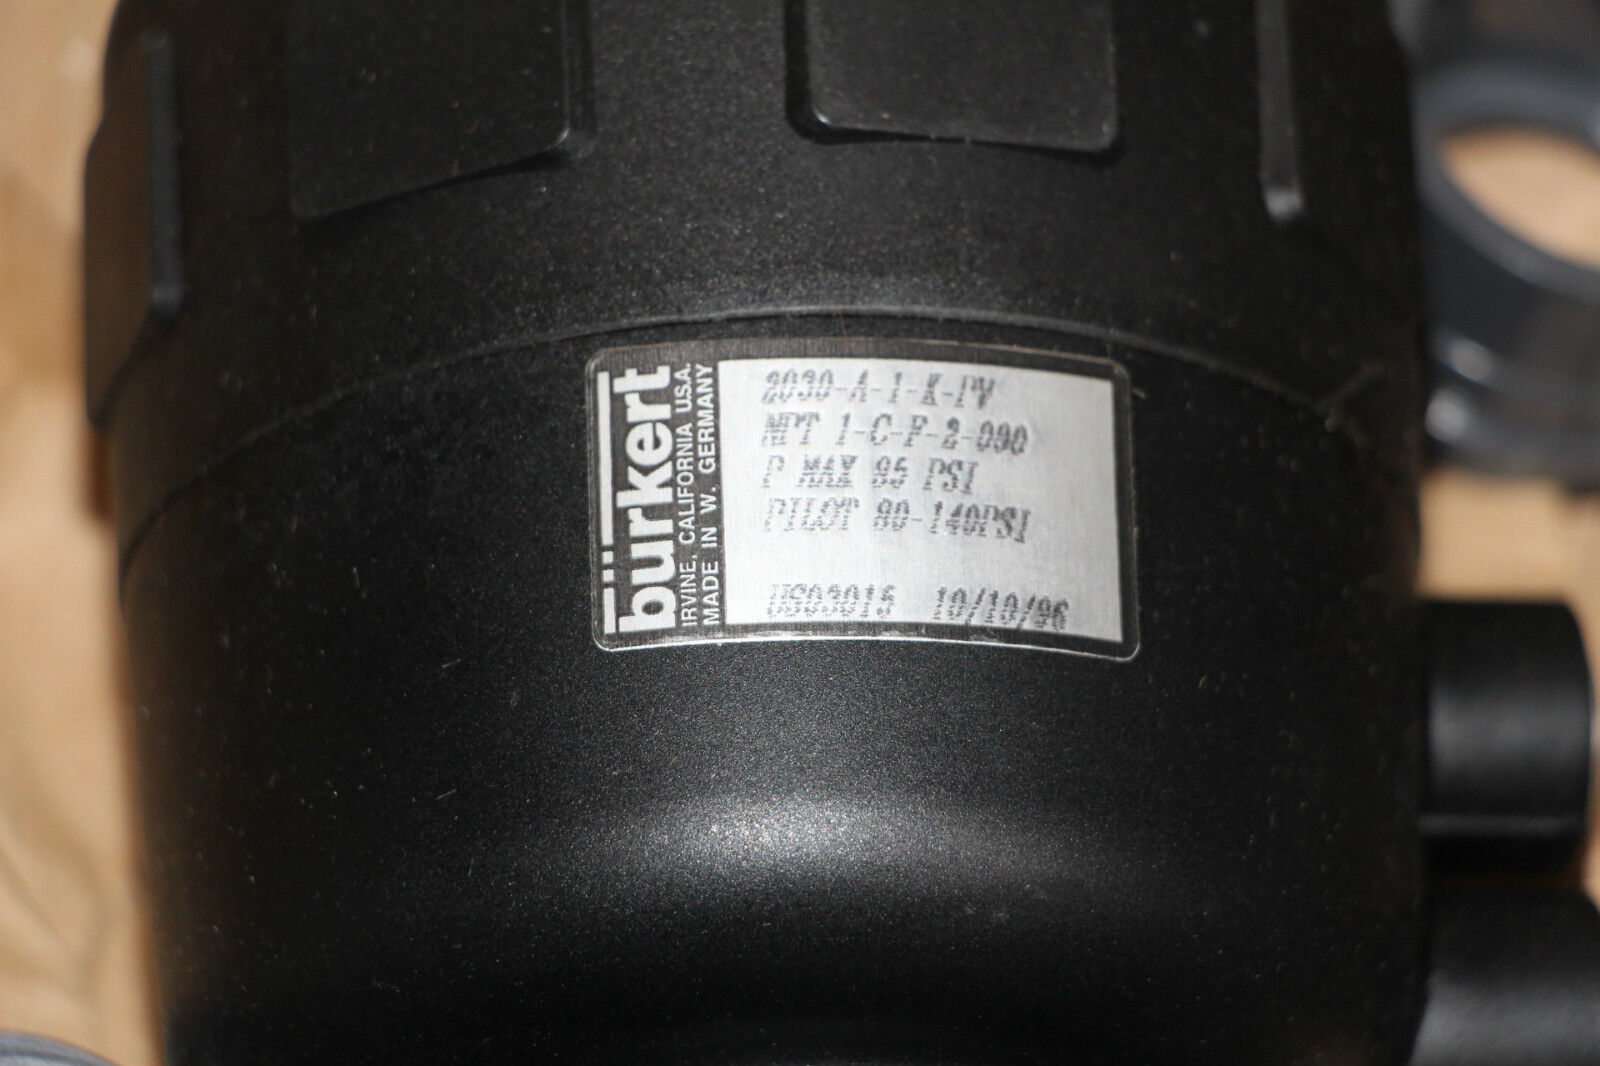 bürkert
IRVINE, CALIFORNIA U.S.A.
MADE IN W. GERMANY
2030-A-1-K-PV
NPT 1-C-F-2-090
P MAX 95 PSI
PILOT 80-140PSI
US03015 10/10/96